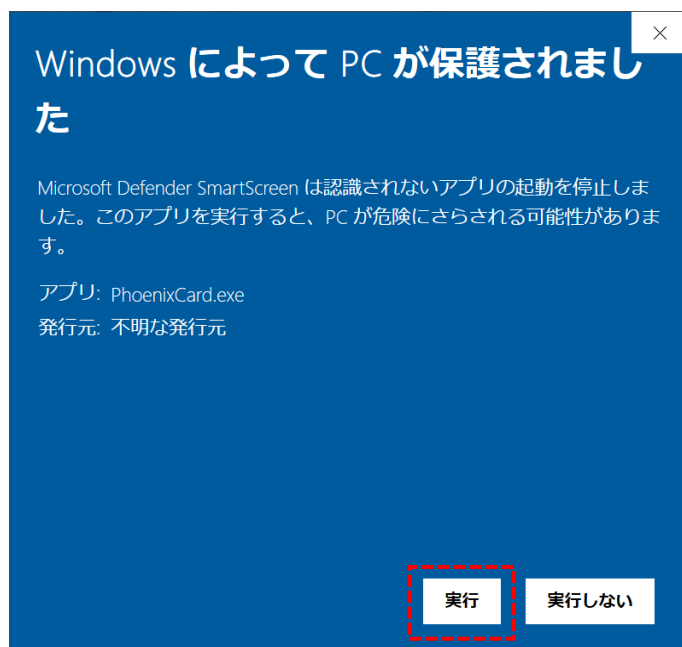 Windows によって PC が保護されまし
た
Microsoft Defender SmartScreen は認識されないアプリの起動を停止しま
した。このアプリを実行すると、PC が危険にさらされる可能性がありま
す。
アプリ: PhoenixCard.exe
発行元: 不明な発行元
実行 実行しない